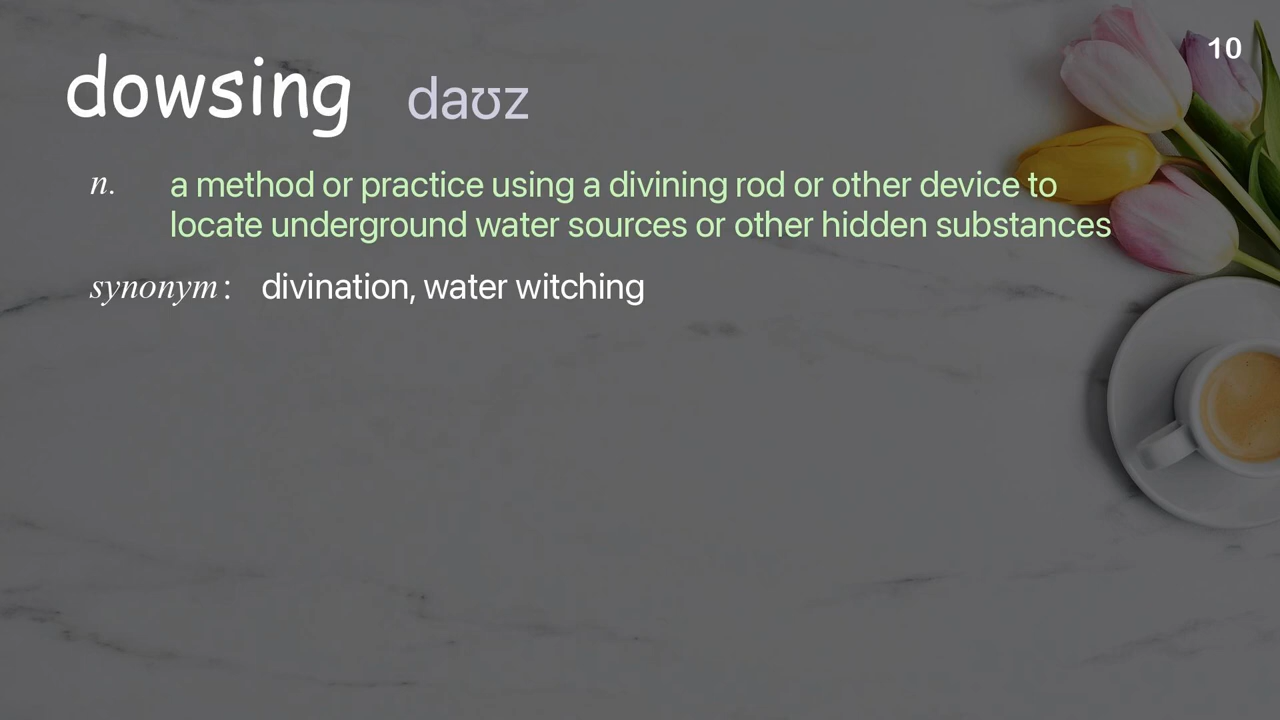 10
dowsing daʊz
n. a method or practice using a divining rod or other device to
locate underground water sources or other hidden substances
synonym : divination, water witching